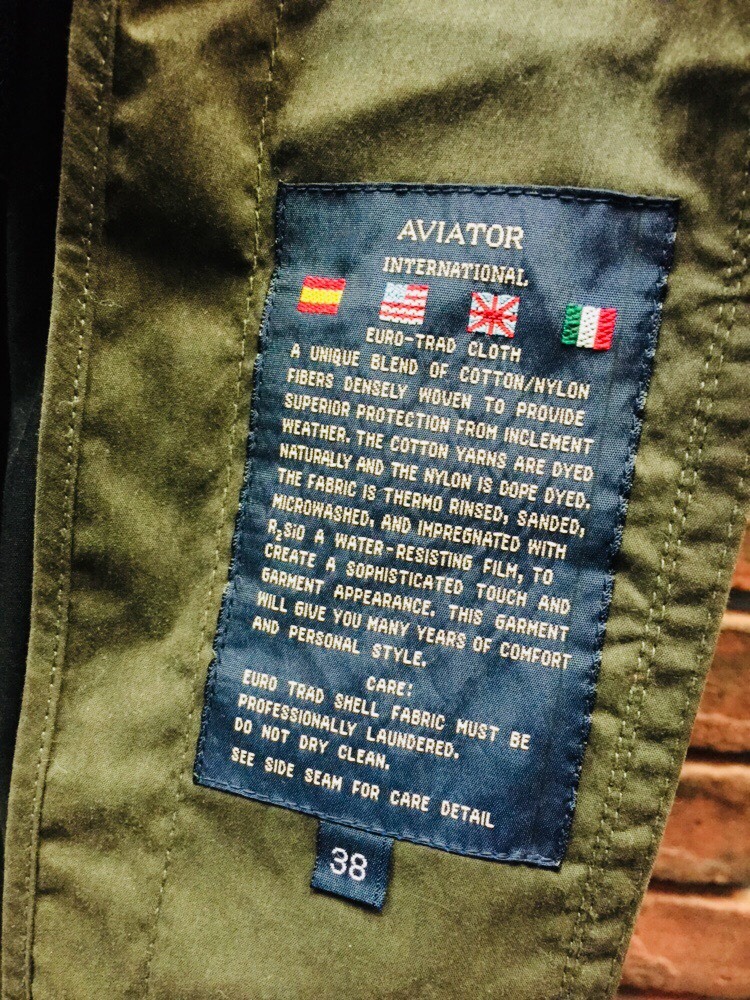 AVIATOR
INTERNATIONAL
EURO-TRAD CLOTH
A UNIQUE BLEND OF COTTON/NYLON
FIBERS DENSELY WOVEN TO PROVIDE
SUPERIOR PROTECTION FROM INCLEMENT
WEATHER. THE COTTON YARNS ARE DYED
NATURALLY AND THE NYLON IS DOPE DYED.
THE FABRIC IS THERMO RINSED, SANDED,
MICROWASHED, AND IMPREGNATED WITH
R₂SiO A WATER-RESISTING FILM, TO
CREATE A SOPHISTICATED TOUCH AND
GARMENT APPEARANCE. THIS GARMENT
WILL GIVE YOU MANY YEARS OF COMFORT
AND PERSONAL STYLE.
CARE:
EURO TRAD SHELL FABRIC MUST BE
PROFESSIONALLY LAUNDERED.
DO NOT DRY CLEAN.
SEE SIDE SEAM FOR CARE DETAIL
38